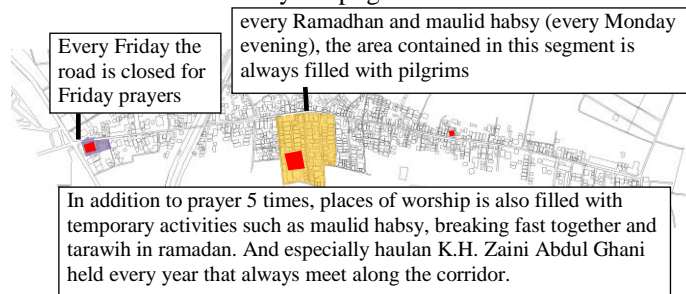 every Ramadhan and maulid habsy (every Monday
evening), the area contained in this segment is
always filled with pilgrims
Every Friday the
road is closed for
Friday prayers
In addition to prayer 5 times, places of worship is also filled with
temporary activities such as maulid habsy, breaking fast together and
tarawih in ramadan. And especially haulan K.H. Zaini Abdul Ghani
held every year that always meet along the corridor.